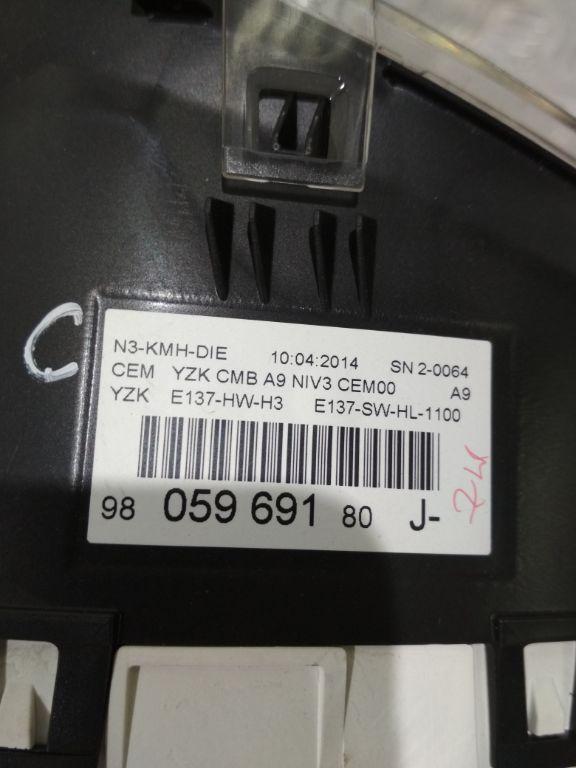 C
N3-KMH-DIE 10:04:2014 SN 2-0064
CEM YZK CMB A9 NIV3 CEM00 A9
YZK E137-HW-H3 E137-SW-HL-1100
98 059 691 80 J-